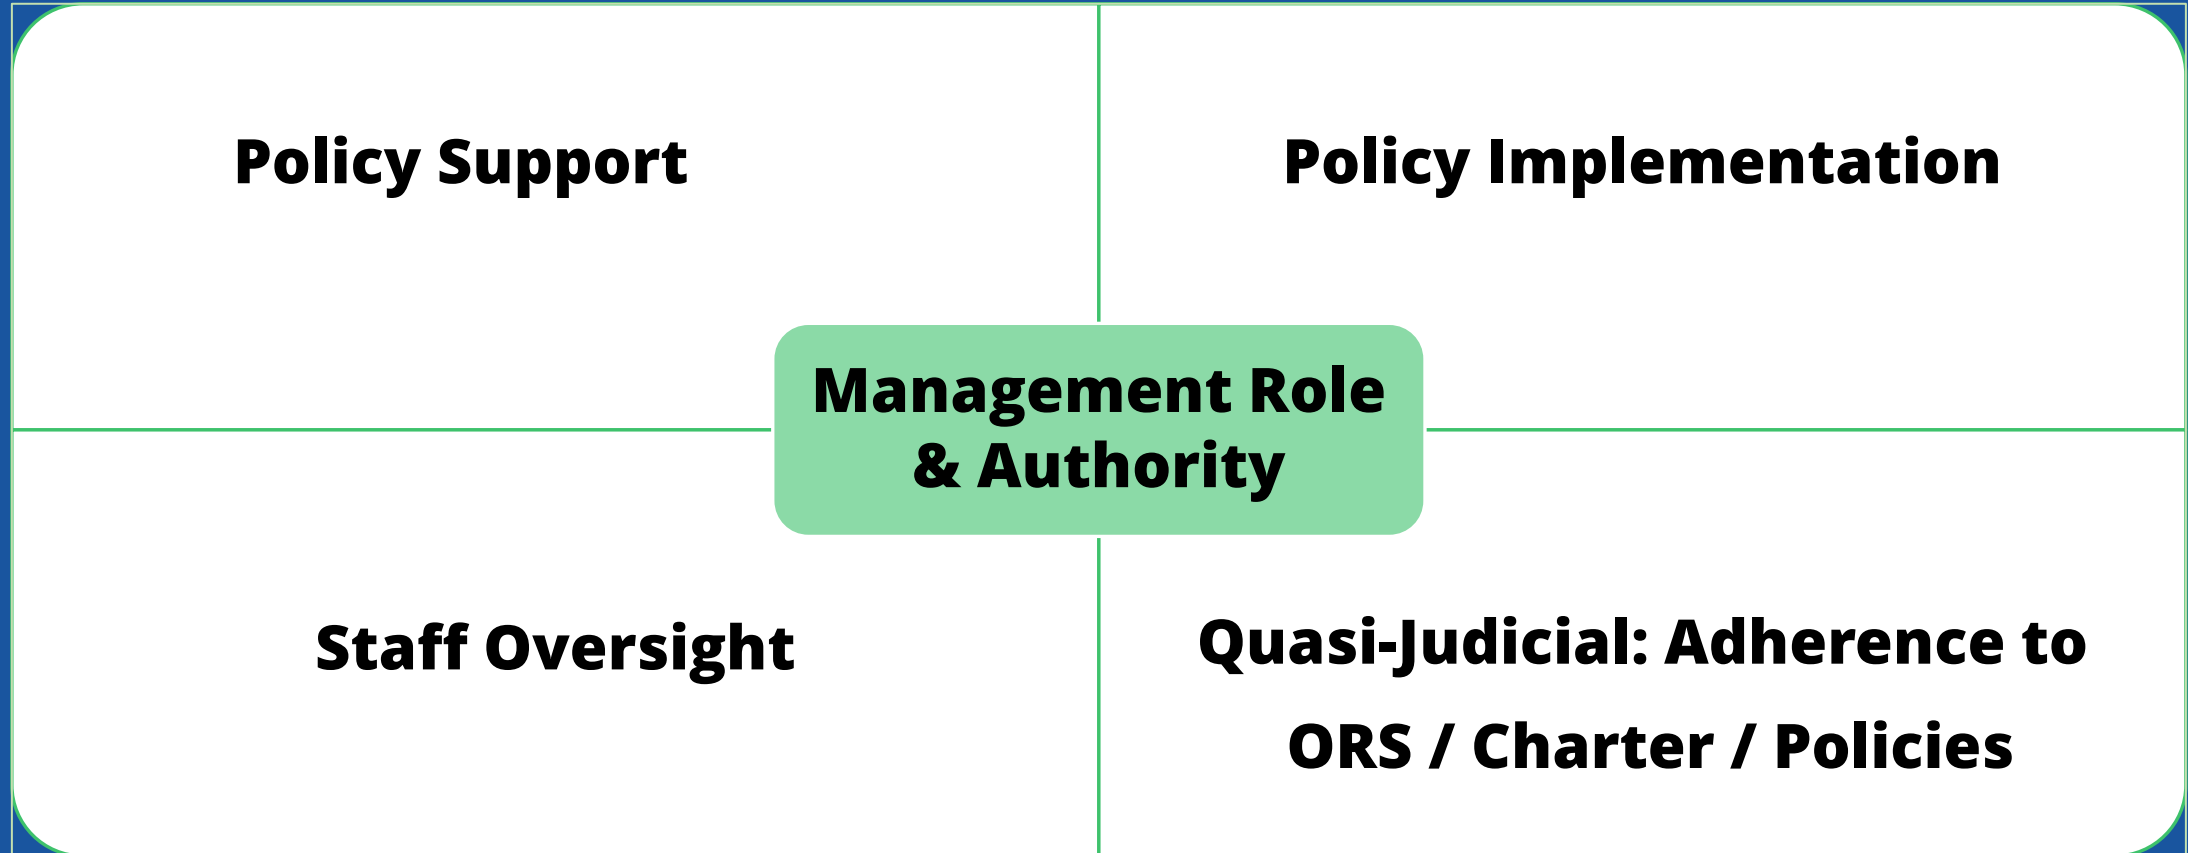 Policy Support
Policy Implementation
Management Role
& Authority
Staff Oversight
Quasi-Judicial: Adherence to
ORS / Charter / Policies